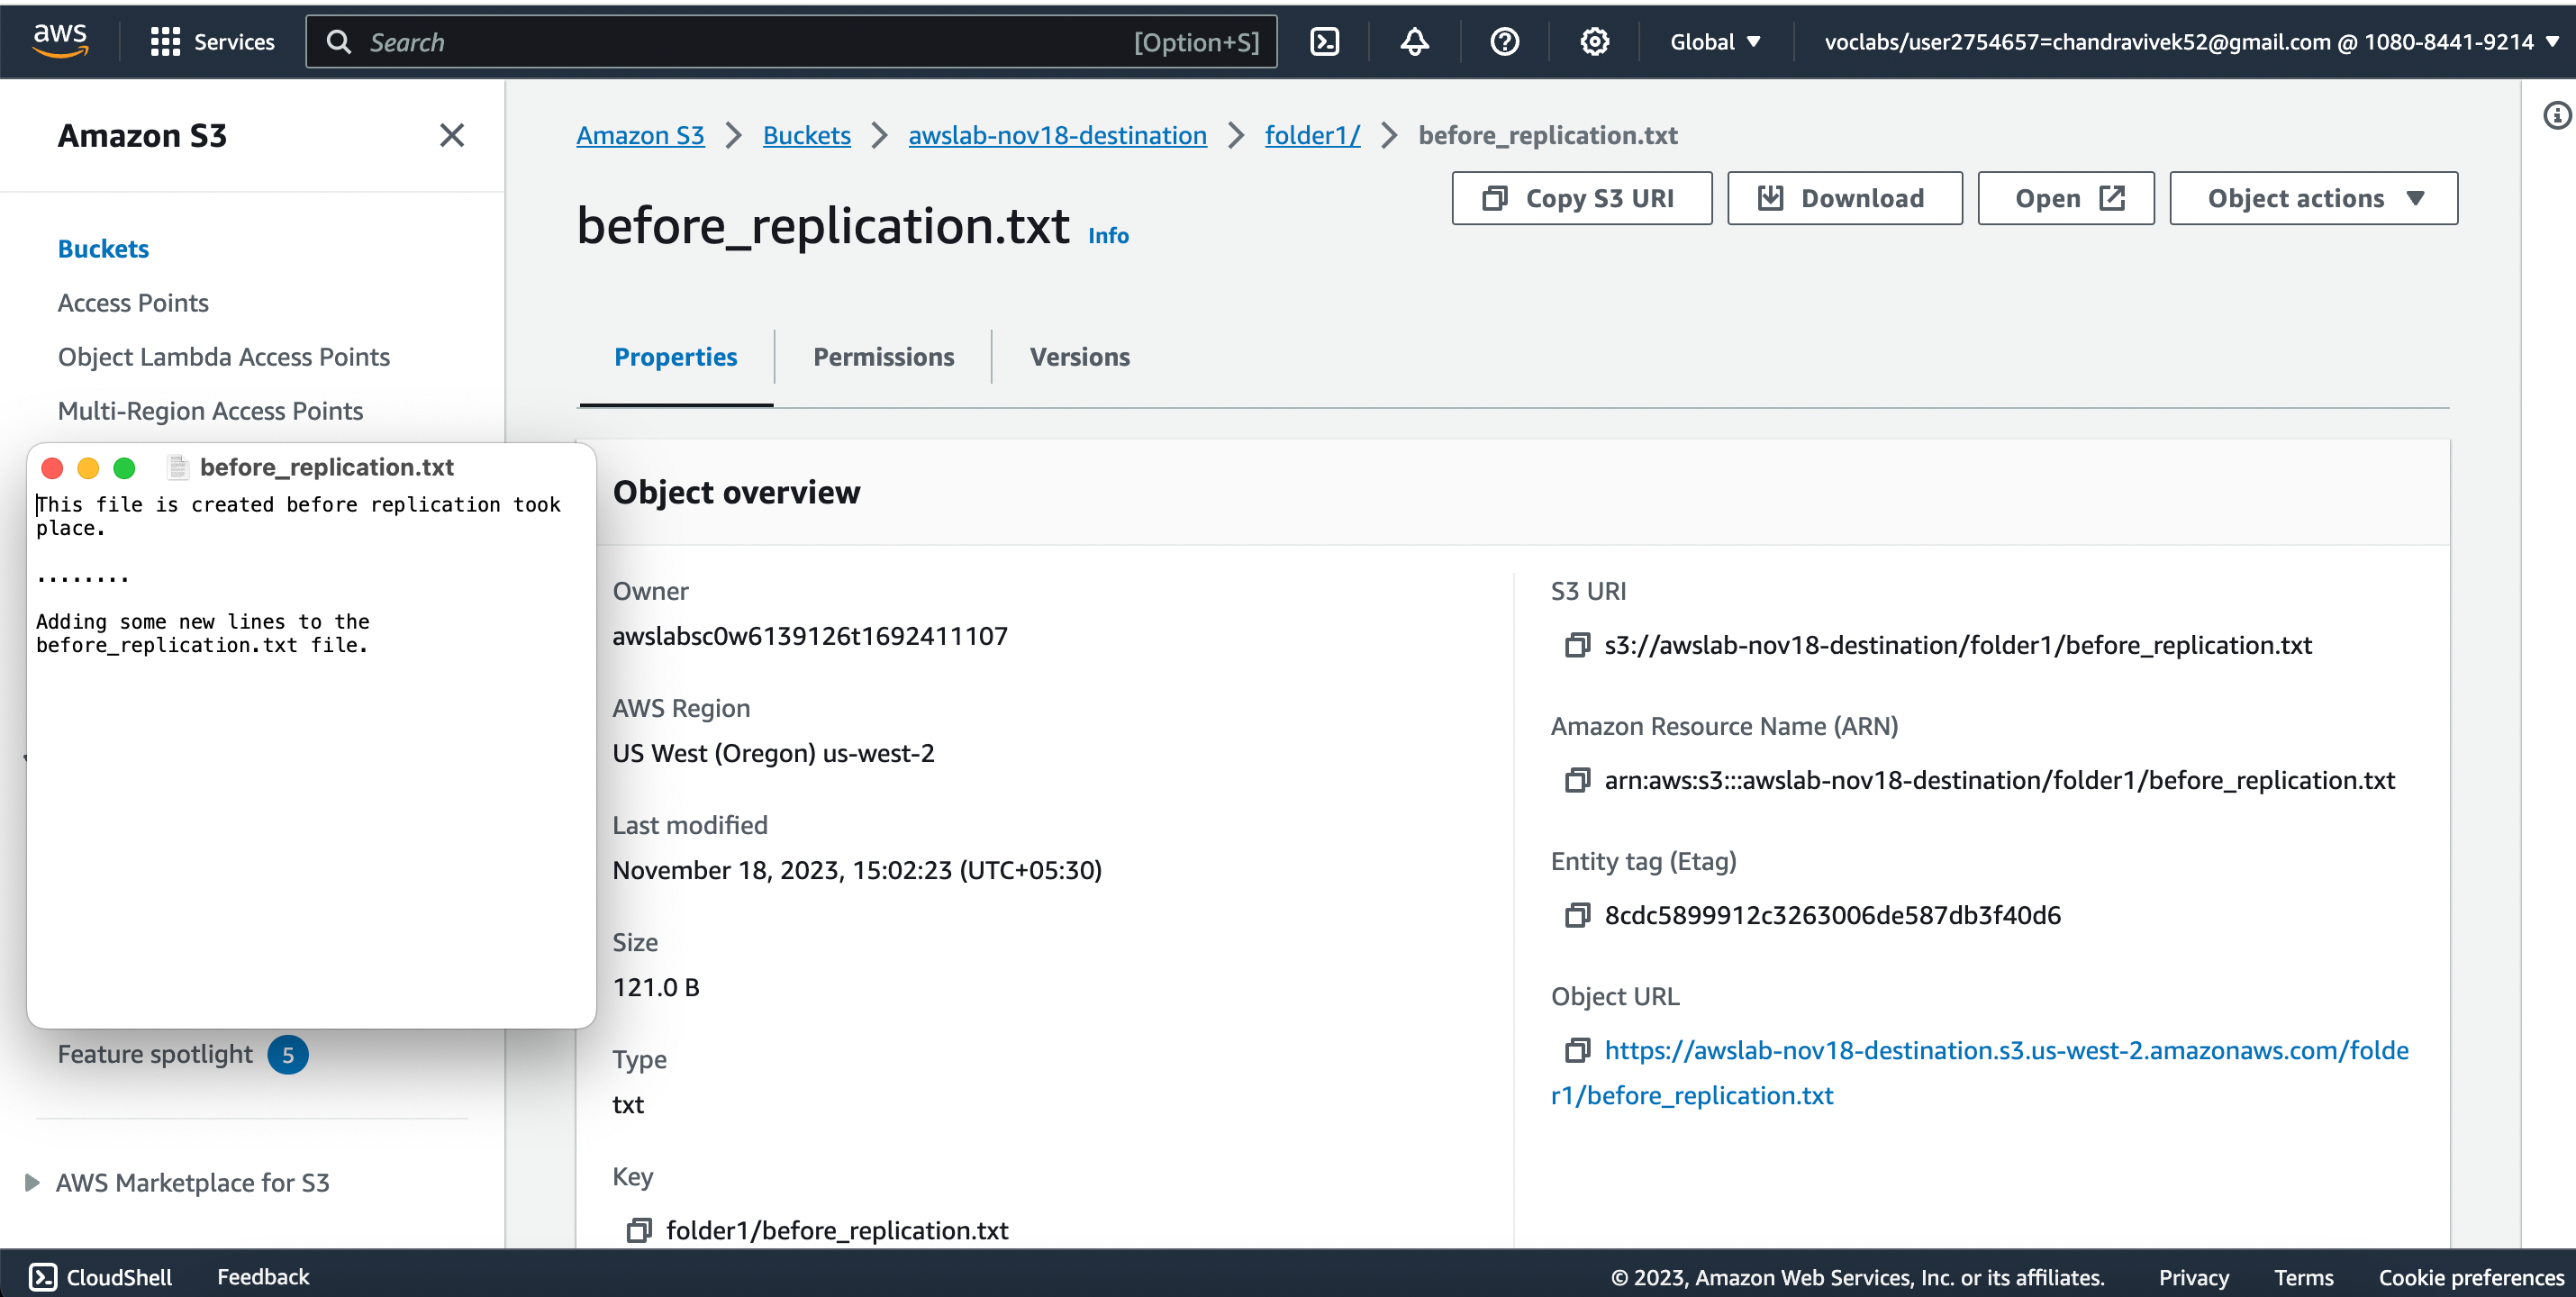 aws
Services
Search
[Option+S]
Global
voclabs/user2754657=chandravivek52@gmail.com @ 1080-8441-9214
Amazon S3
Buckets
Access Points
Object Lambda Access Points
Multi-Region Access Points
before_replication.txt
This file is created before replication took
place.
........
Adding some new lines to the
before_replication.txt file.
Feature spotlight 5
AWS Marketplace for S3
Amazon S3 > Buckets > awslab-nov18-destination > folder1/ > before_replication.txt
before_replication.txt Info
Copy S3 URI
Download
Open
Object actions
Properties
Permissions
Versions
Object overview
Owner
awslabsc0w6139126t1692411107
AWS Region
US West (Oregon) us-west-2
Last modified
November 18, 2023, 15:02:23 (UTC+05:30)
Size
121.0 B
Type
txt
Key
folder1/before_replication.txt
S3 URI
s3://awslab-nov18-destination/folder1/before_replication.txt
Amazon Resource Name (ARN)
arn:aws:s3:::awslab-nov18-destination/folder1/before_replication.txt
Entity tag (Etag)
8cdc5899912c3263006de587db3f40d6
Object URL
https://awslab-nov18-destination.s3.us-west-2.amazonaws.com/folde
r1/before_replication.txt
CloudShell
Feedback
© 2023, Amazon Web Services, Inc. or its affiliates.
Privacy
Terms
Cookie preferences